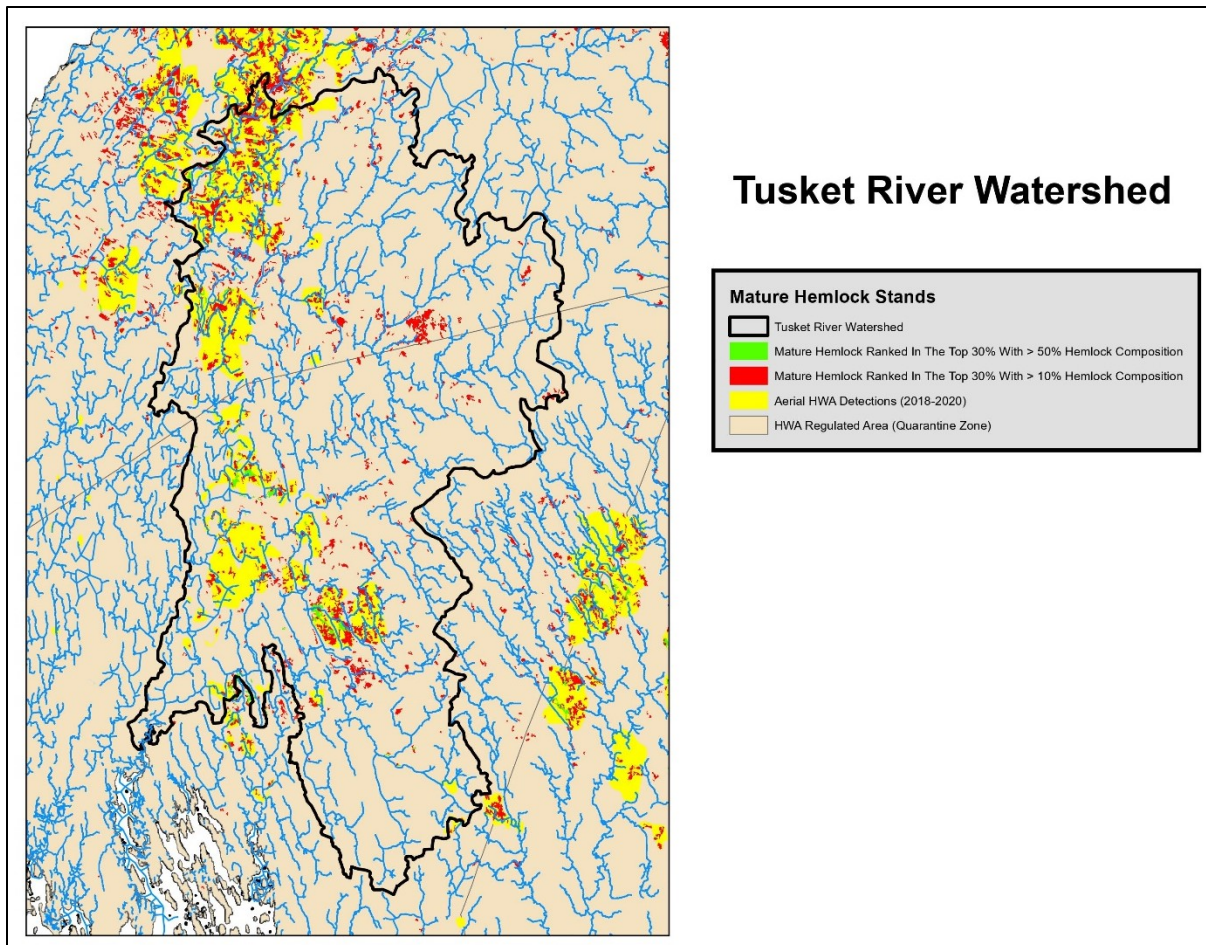 Tusket River Watershed
Mature Hemlock Stands
Tusket River Watershed
Mature Hemlock Ranked In The Top 30% With > 50% Hemlock Composition
Mature Hemlock Ranked In The Top 30% With > 10% Hemlock Composition
Aerial HWA Detections (2018-2020)
HWA Regulated Area (Quarantine Zone)